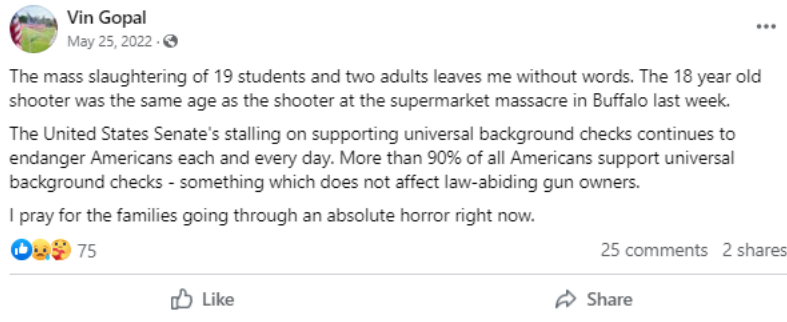 Vin Gopal
May 25, 2022 ·
The mass slaughtering of 19 students and two adults leaves me without words. The 18 year old
shooter was the same age as the shooter at the supermarket massacre in Buffalo last week.
The United States Senate's stalling on supporting universal background checks continues to
endanger Americans each and every day. More than 90% of all Americans support universal
background checks - something which does not affect law-abiding gun owners.
I pray for the families going through an absolute horror right now.
75 25 comments 2 shares
Like Share